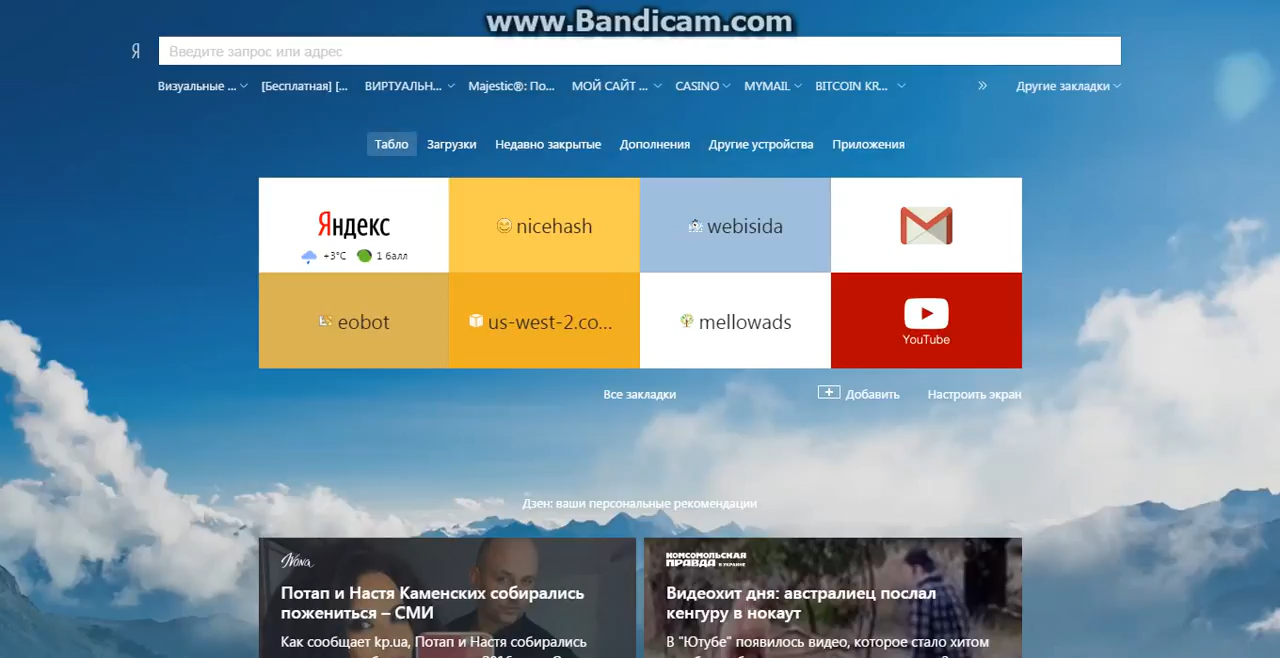 www.Bandicam.com
Я Введите запрос или адрес
Визуальные ... [Бесплатная] [... ВИРТУАЛЬН... Majestic®: По... МОЙ САЙТ ... CASINO MYMAIL BITCOIN KR... » Другие закладки
Табло Загрузки Недавно закрытые Дополнения Другие устройства Приложения
Яндекс
+3°C 1 балл
nicehash
webisida
eobot
us-west-2.co...
mellowads
YouTube
Все закладки Добавить Настроить экран
Дзен: ваши персональные рекомендации
Потап и Настя Каменских собирались
пожениться – СМИ
Как сообщает kp.ua, Потап и Настя собирались
КОМСОМОЛЬСКАЯ
ПРАВДА В УКРАИНЕ
Видеохит дня: австралиец послал
кенгуру в нокаут
В "Ютубе" появилось видео, которое стало хитом